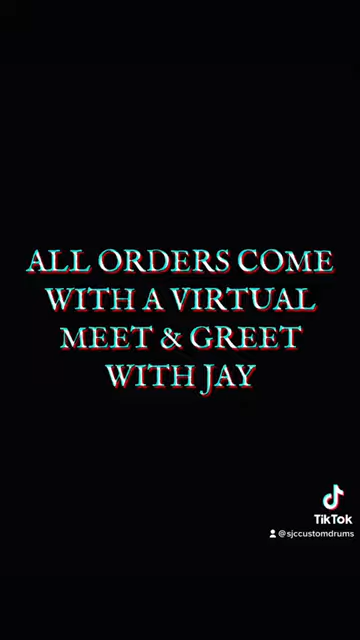 ALL ORDERS COME
WITH A VIRTUAL
MEET & GREET
WITH JAY
TikTok
@sjccustomdrums